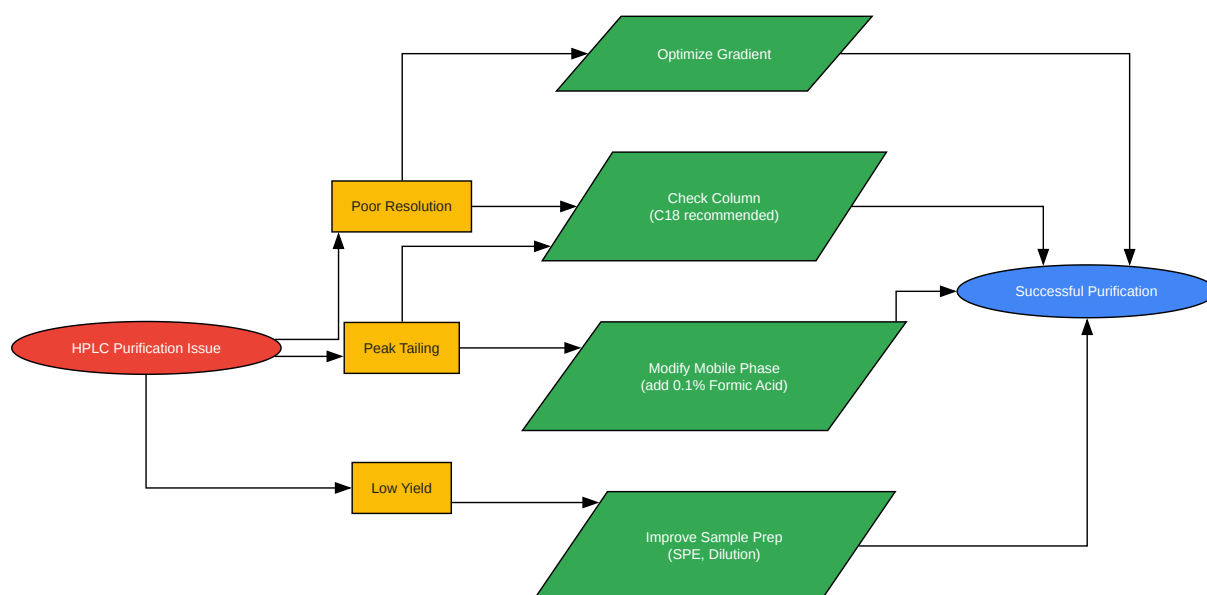 Optimize Gradient
Check Column
(C18 recommended)
Poor Resolution
Successful Purification
HPLC Purification Issue
Peak Tailing
Modify Mobile Phase
(add 0.1% Formic Acid)
Low Yield
Improve Sample Prep
(SPE, Dilution)